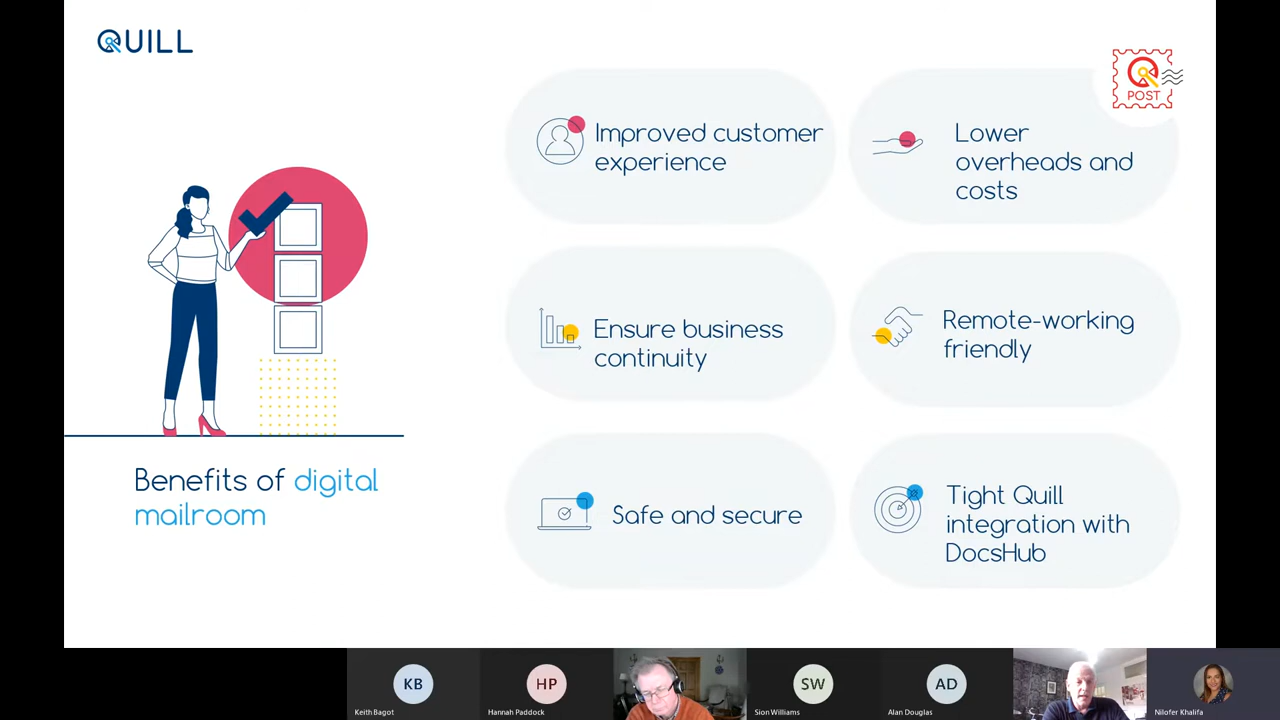 QUILL
POST
Improved customer
experience
Lower
overheads and
costs
Ensure business
continuity
Remote-working
friendly
Safe and secure
Tight Quill
integration with
DocsHub
Benefits of digital
mailroom
KB
HP
SW
AD
Keith Bagot
Hannah Paddock
Sion Williams
Alan Douglas
Nilofer Khalifa